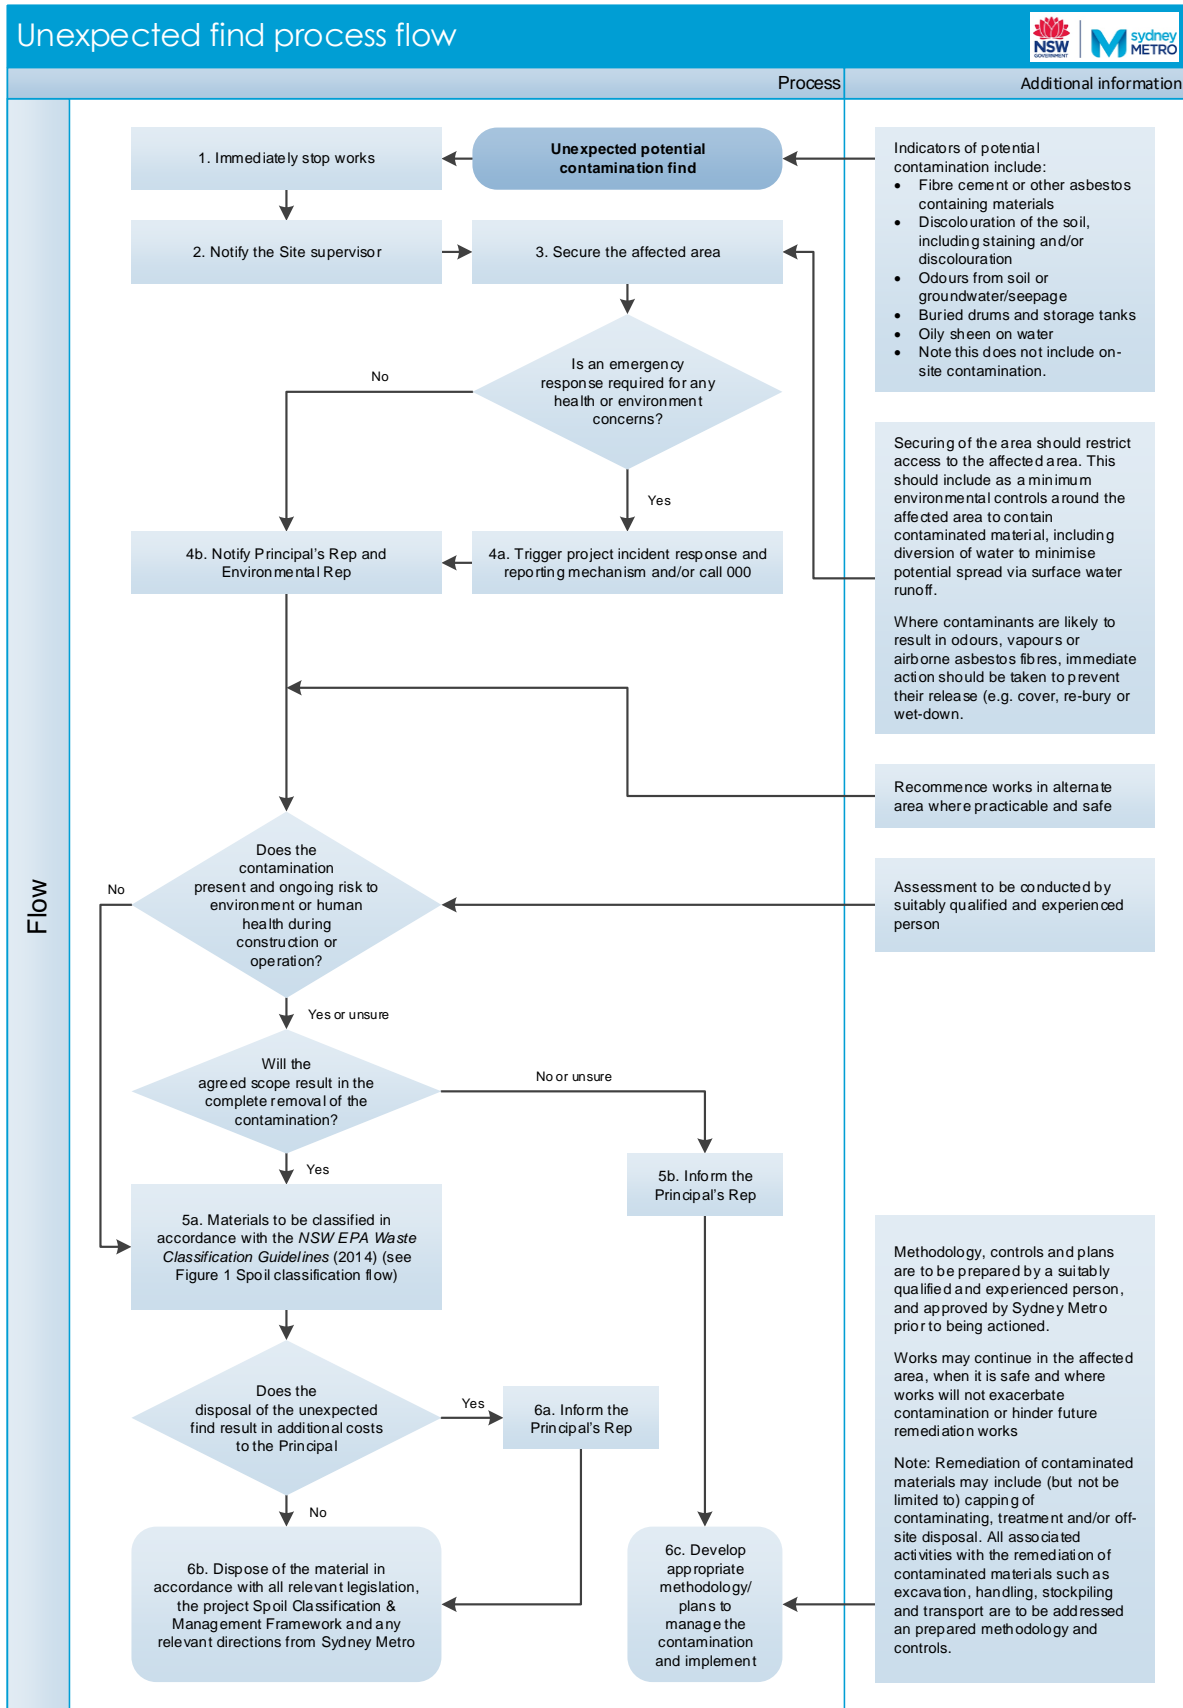 Unexpected find process flow
NSW
GOVERNMENT
sydney
METRO
Process
Additional information
Flow
1. Immediately stop works
Unexpected potential
contamination find
2. Notify the Site supervisor
3. Secure the affected area
Is an emergency
response required for any
health or environment
concerns?
No
Yes
4b. Notify Principal's Rep and
Environmental Rep
4a. Trigger project incident response and
reporting mechanism and/or call 000
Does the
contamination
present and ongoing risk to
environment or human
health during
construction or
operation?
No
Yes or unsure
Will the
agreed scope result in the
complete removal of the
contamination?
No or unsure
Yes
5b. Inform the
Principal's Rep
5a. Materials to be classified in
accordance with the NSW EPA Waste
Classification Guidelines (2014) (see
Figure 1 Spoil classification flow)
Does the
disposal of the unexpected
find result in additional costs
to the Principal
Yes
6a. Inform the
Principal's Rep
No
6b. Dispose of the material in
accordance with all relevant legislation,
the project Spoil Classification &
Management Framework and any
relevant directions from Sydney Metro
6c. Develop
appropriate
methodology/
plans to
manage the
contamination
and implement
Indicators of potential
contamination include:
• Fibre cement or other asbestos
containing materials
• Discolouration of the soil,
including staining and/or
discolouration
• Odours from soil or
groundwater/seepage
• Buried drums and storage tanks
• Oily sheen on water
• Note this does not include on-
site contamination.
Securing of the area should restrict
access to the affected area. This
should include as a minimum
environmental controls around the
affected area to contain
contaminated material, including
diversion of water to minimise
potential spread via surface water
runoff.
Where contaminants are likely to
result in odours, vapours or
airborne asbestos fibres, immediate
action should be taken to prevent
their release (e.g. cover, re-bury or
wet-down.
Recommence works in alternate
area where practicable and safe
Assessment to be conducted by
suitably qualified and experienced
person
Methodology, controls and plans
are to be prepared by a suitably
qualified and experienced person,
and approved by Sydney Metro
prior to being actioned.
Works may continue in the affected
area, when it is safe and where
works will not exacerbate
contamination or hinder future
remediation works
Note: Remediation of contaminated
materials may include (but not be
limited to) capping of
contaminating, treatment and/or off-
site disposal. All associated
activities with the remediation of
contaminated materials such as
excavation, handling, stockpiling
and transport are to be addressed
an prepared methodology and
controls.